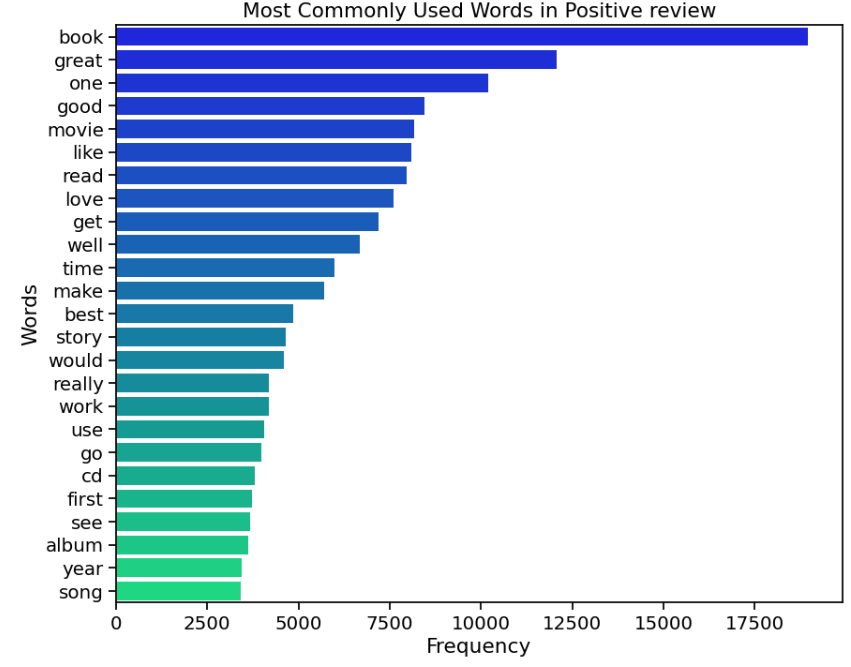 Most Commonly Used Words in Positive review
book
great
one
good
movie
like
read
love
get
well
time
make
best
story
would
really
work
use
go
cd
first
see
album
year
song
Words
0 2500 5000 7500 10000 12500 15000 17500
Frequency